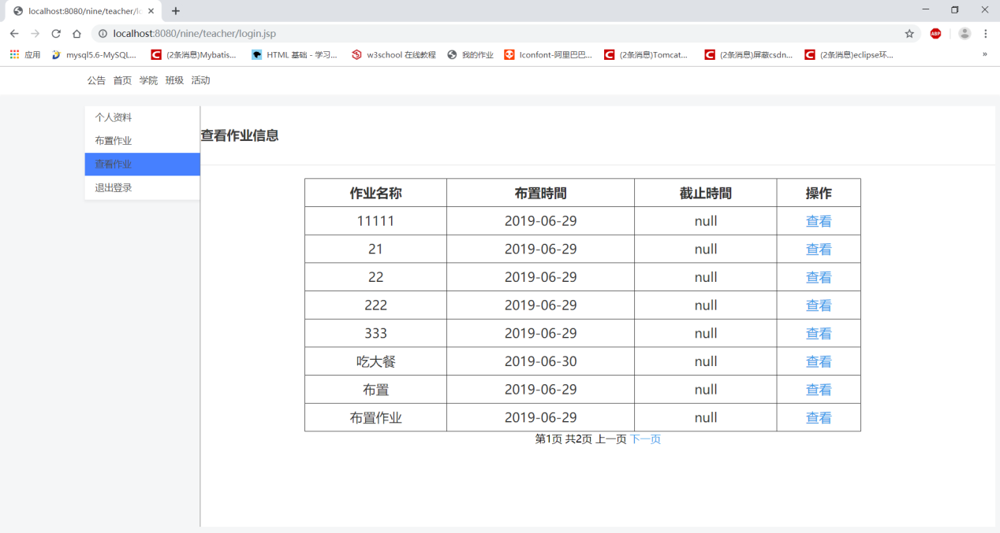 localhost:8080/nine/teacher/lo
localhost:8080/nine/teacher/login.jsp
ABP
应用 mysql5.6-MySQL... (2条消息)Mybatis... HTML 基础 - 学习... w3school 在线教程 我的作业 Iconfont-阿里巴巴... (2条消息)Tomcat... (2条消息)屏蔽csdn... (2条消息)eclipse环... »
公告 首页 学院 班级 活动
个人资料
布置作业
查看作业
退出登录
查看作业信息
作业名称 布置時間 截止時間 操作
11111 2019-06-29 null 查看
21 2019-06-29 null 查看
22 2019-06-29 null 查看
222 2019-06-29 null 查看
333 2019-06-29 null 查看
吃大餐 2019-06-30 null 查看
布置 2019-06-29 null 查看
布置作业 2019-06-29 null 查看
第1页 共2页 上一页 下一页